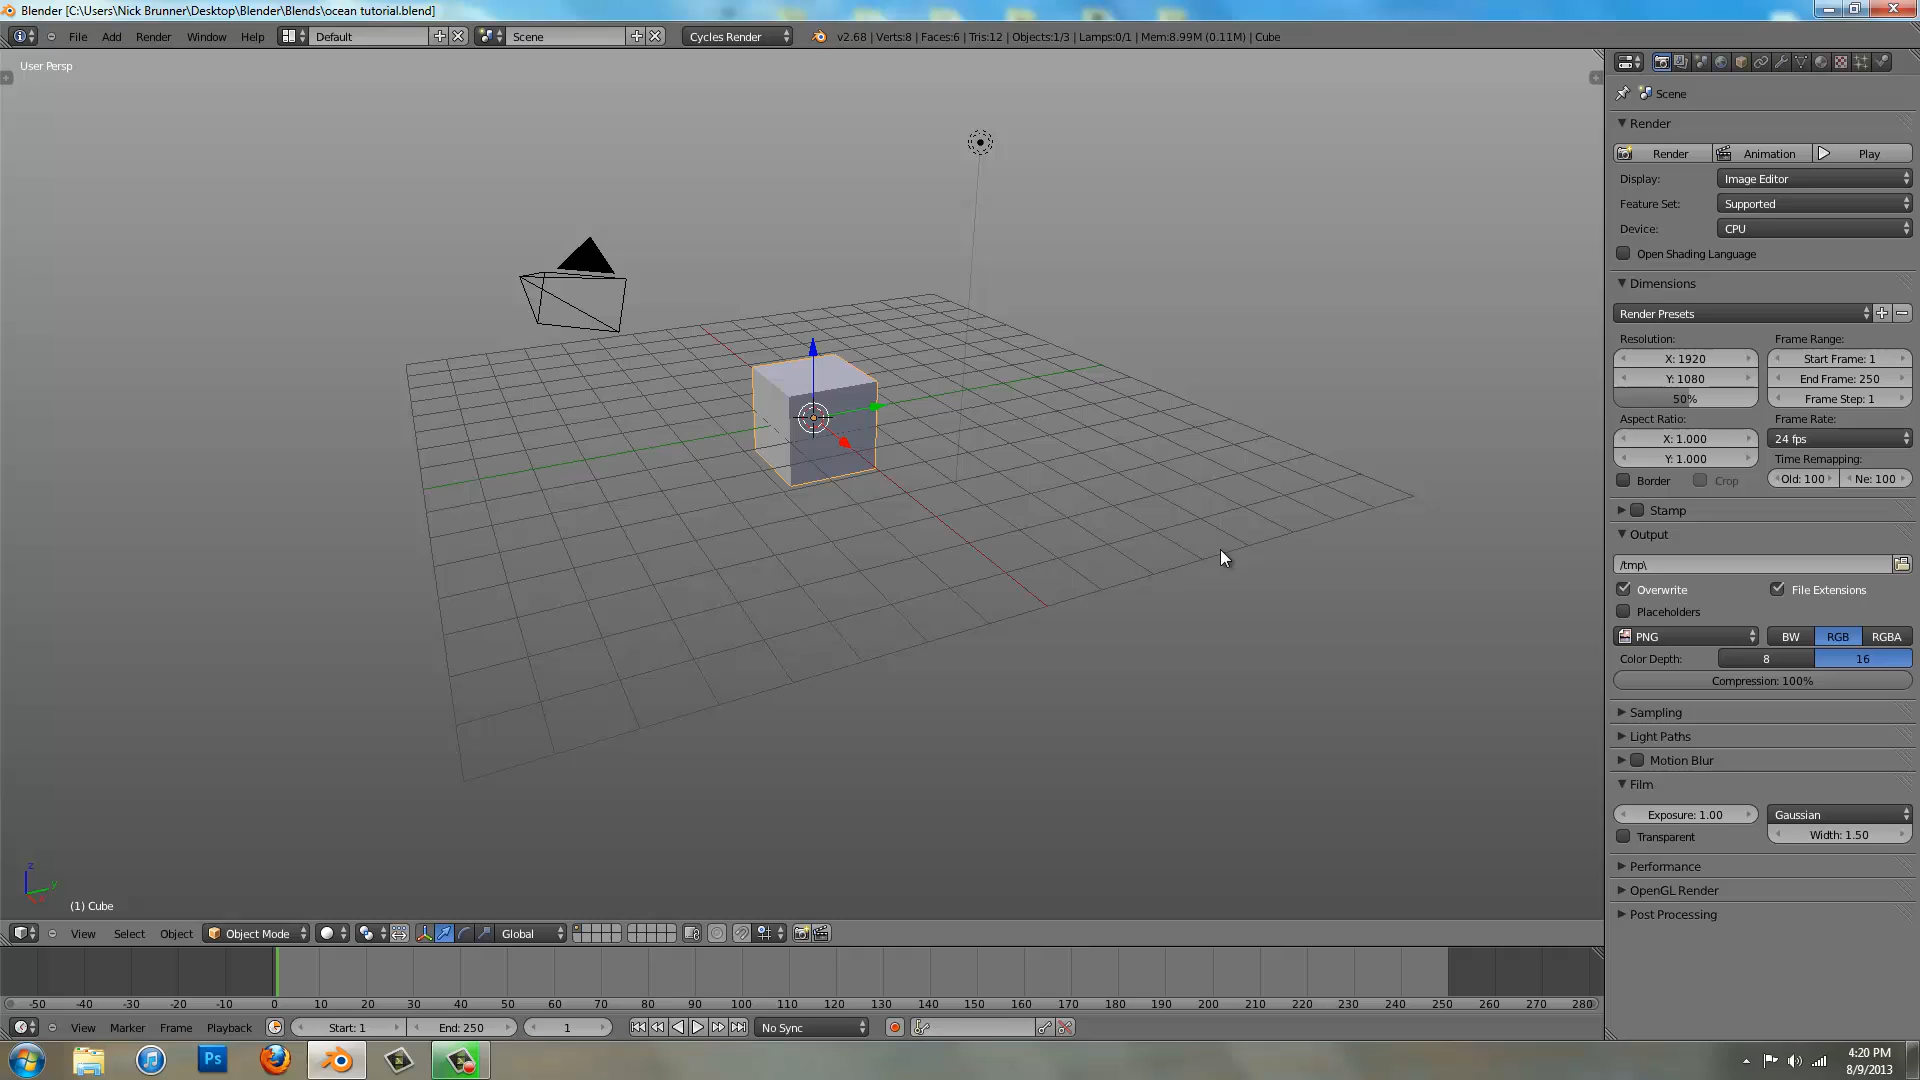 Blender [C:\Users\Nick Brunner\Desktop\Blender\Blends\ocean tutorial.blend]
File Add Render Window Help Default Scene Cycles Render v2.68 | Verts:8 | Faces:6 | Tris:12 | Objects:1/3 | Lamps:0/1 | Mem:8.99M (0.11M) | Cube
User Persp
Scene
Render
Render Animation Play
Display: Image Editor
Feature Set: Supported
Device: CPU
Open Shading Language
Dimensions
Render Presets
Resolution: Frame Range:
X: 1920 Start Frame: 1
Y: 1080 End Frame: 250
50% Frame Step: 1
Aspect Ratio: Frame Rate:
X: 1.000 24 fps
Y: 1.000 Time Remapping:
Border Crop Old: 100 Ne: 100
Stamp
Output
/tmp\
Overwrite File Extensions
Placeholders
PNG BW RGB RGBA
Color Depth: 8 16
Compression: 100%
Sampling
Light Paths
Motion Blur
Film
Exposure: 1.00 Gaussian
Transparent Width: 1.50
Performance
OpenGL Render
Post Processing
z
y
(1) Cube
View Select Object Object Mode Global
-50 -40 -30 -20 -10 0 10 20 30 40 50 60 70 80 90 100 110 120 130 140 150 160 170 180 190 200 210 220 230 240 250 260 270 280
View Marker Frame Playback Start: 1 End: 250 1 No Sync
Ps
4:20 PM
8/9/2013